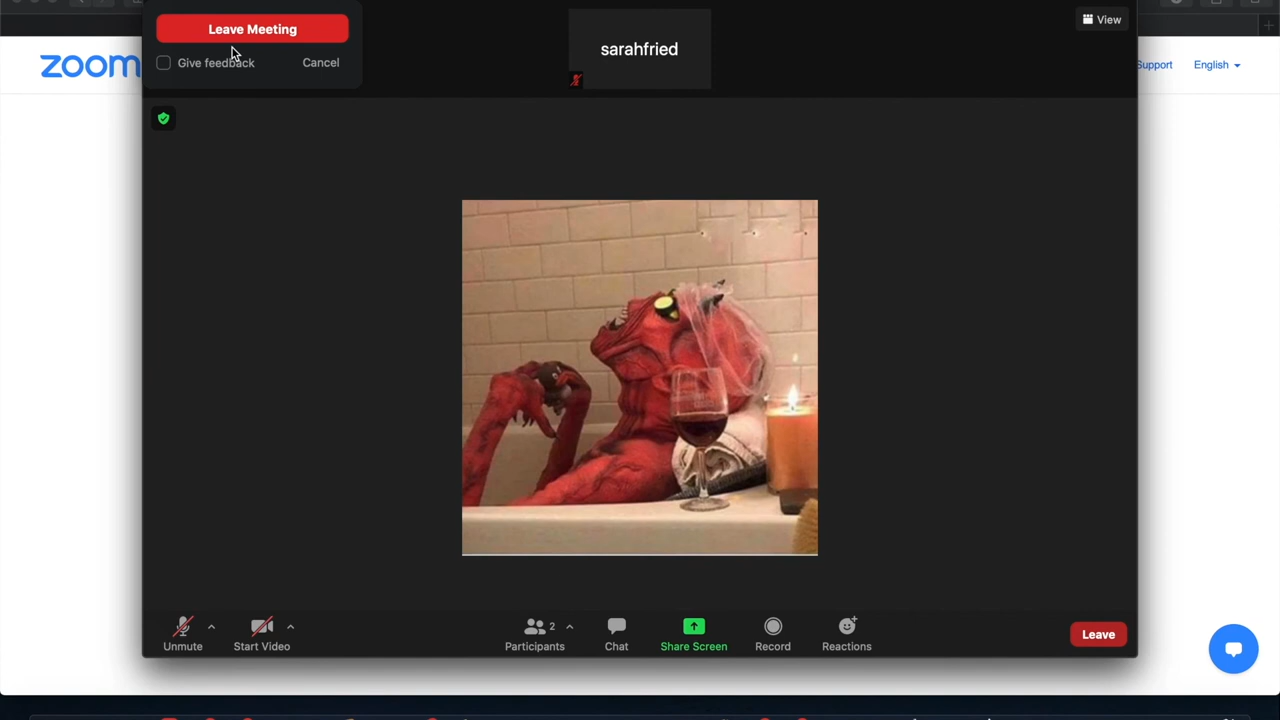 Leave Meeting
Give feedback
Cancel
sarahfried
View
zoom
Support
English
Unmute
Start Video
2
Participants
Chat
Share Screen
Record
Reactions
Leave